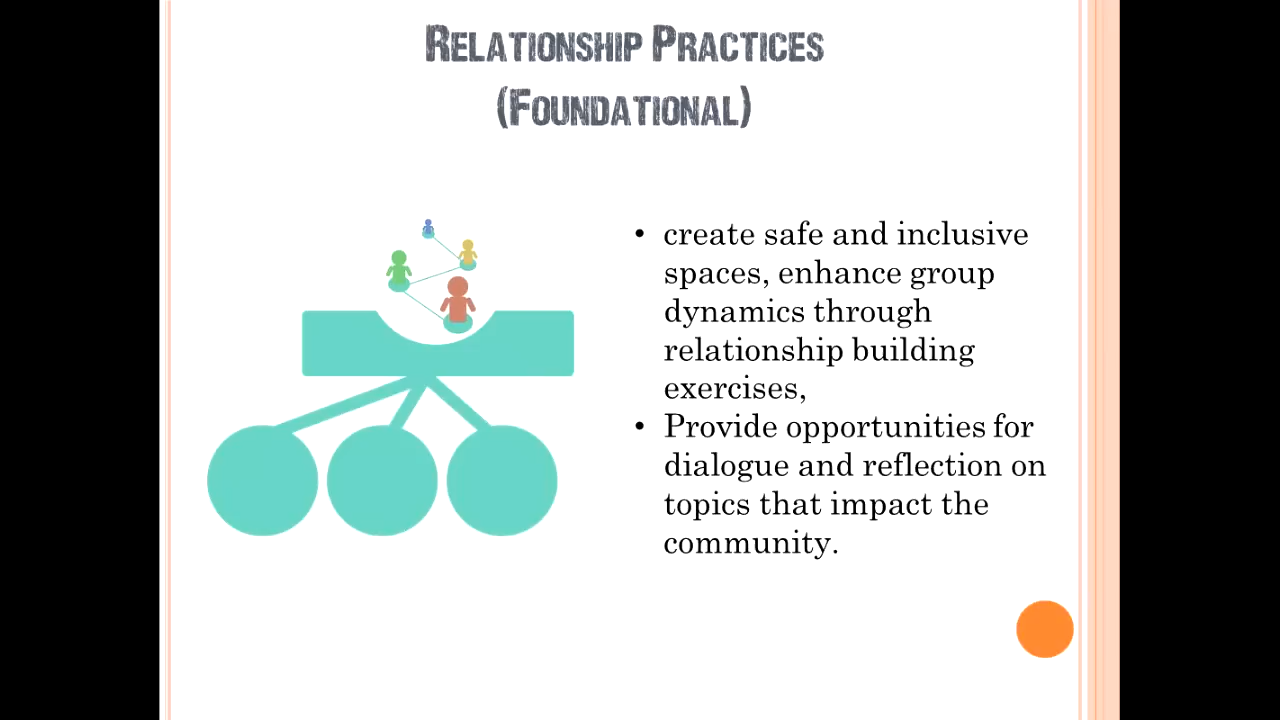 Relationship Practices
(Foundational)
• create safe and inclusive
spaces, enhance group
dynamics through
relationship building
exercises,
• Provide opportunities for
dialogue and reflection on
topics that impact the
community.